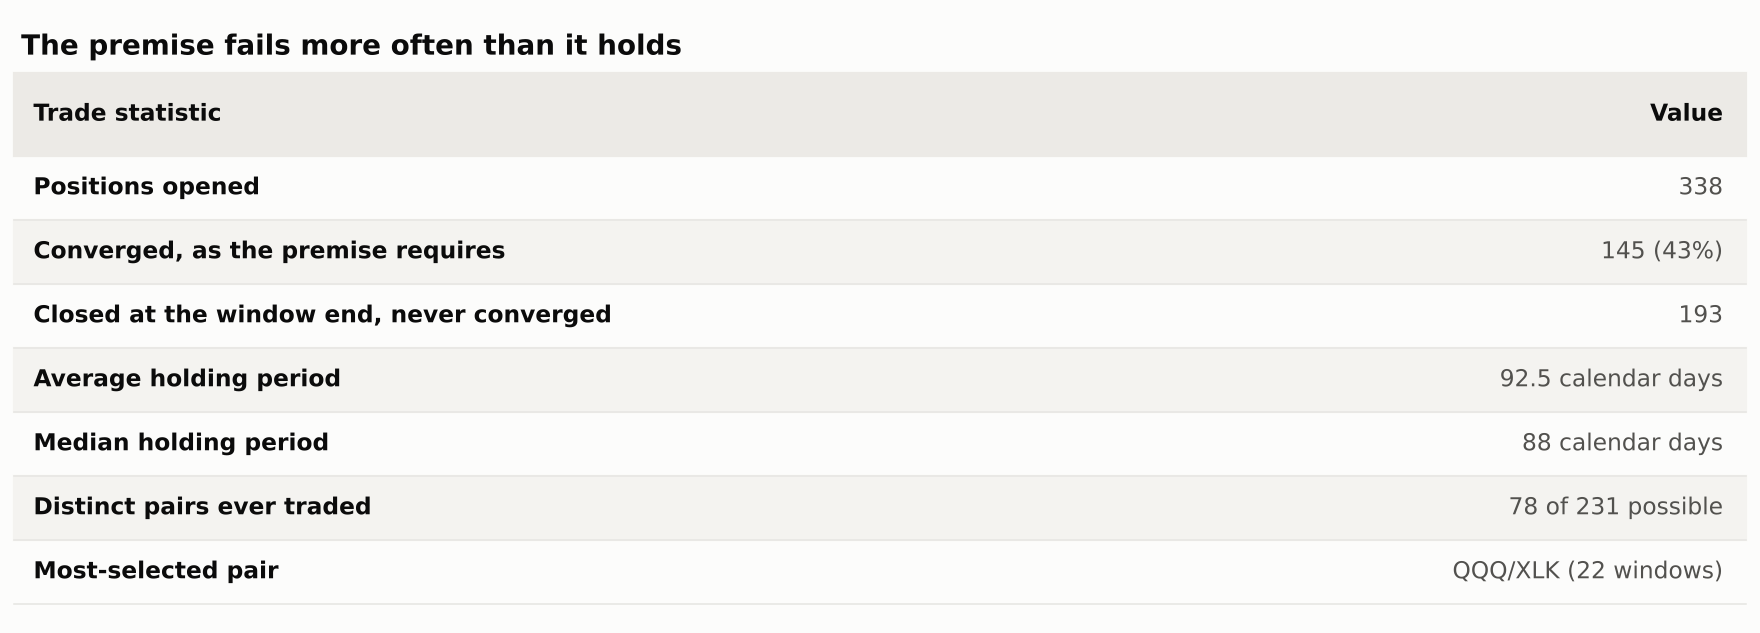 The premise fails more often than it holds
Trade statistic Value
Positions opened 338
Converged, as the premise requires 145 (43%)
Closed at the window end, never converged 193
Average holding period 92.5 calendar days
Median holding period 88 calendar days
Distinct pairs ever traded 78 of 231 possible
Most-selected pair QQQ/XLK (22 windows)